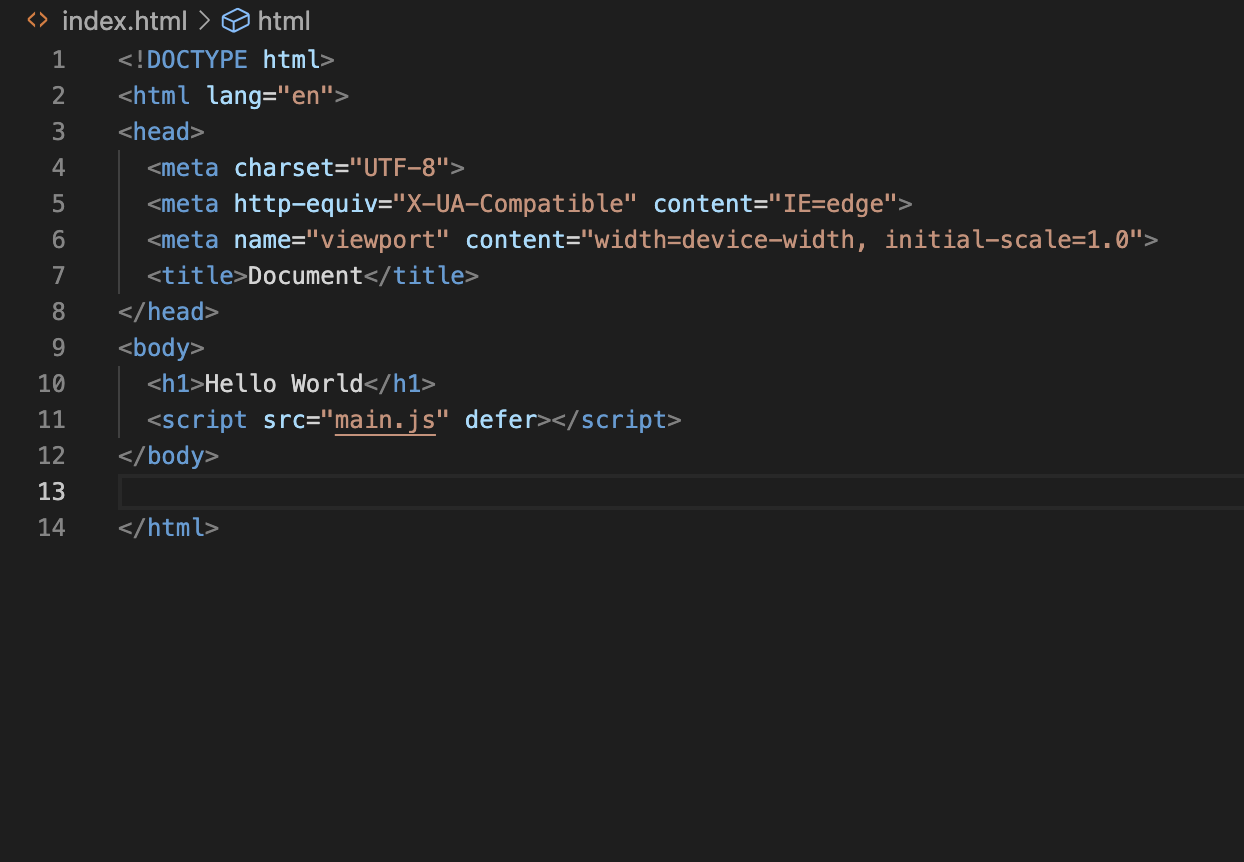 index.html > html
1 <!DOCTYPE html>
2 <html lang="en">
3 <head>
4   <meta charset="UTF-8">
5   <meta http-equiv="X-UA-Compatible" content="IE=edge">
6   <meta name="viewport" content="width=device-width, initial-scale=1.0">
7   <title>Document</title>
8 </head>
9 <body>
10   <h1>Hello World</h1>
11   <script src="main.js" defer></script>
12 </body>
13
14 </html>